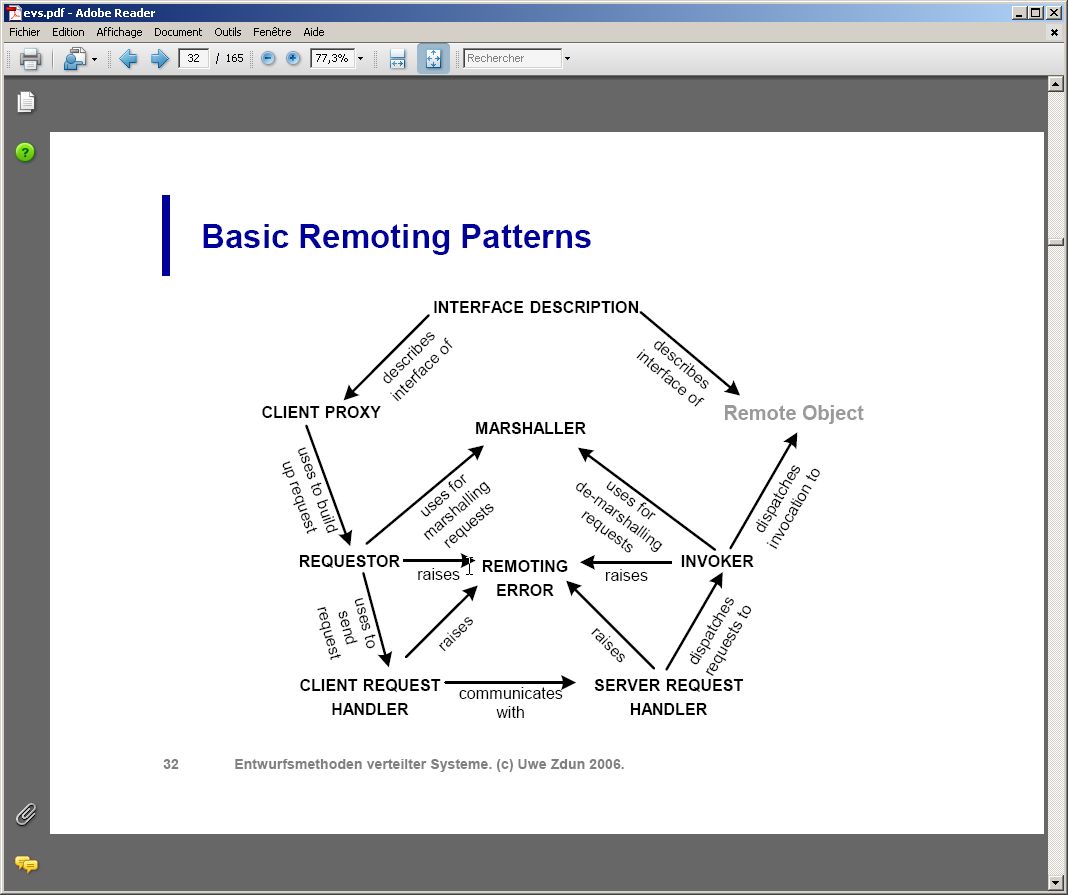 evs.pdf - Adobe Reader
Fichier Edition Affichage Document Outils Fenêtre Aide
32 / 165 77,3% Rechercher
Basic Remoting Patterns
INTERFACE DESCRIPTION
describes
interface of
describes
interface of
CLIENT PROXY
Remote Object
MARSHALLER
uses to build
up request
uses for
marshalling
requests
uses for
de-marshalling
requests
dispatches
invocation to
REQUESTOR
raises
REMOTING
ERROR
raises
INVOKER
uses to
send
request
raises
raises
dispatches
requests to
CLIENT REQUEST
HANDLER
communicates
with
SERVER REQUEST
HANDLER
32 Entwurfsmethoden verteilter Systeme. (c) Uwe Zdun 2006.